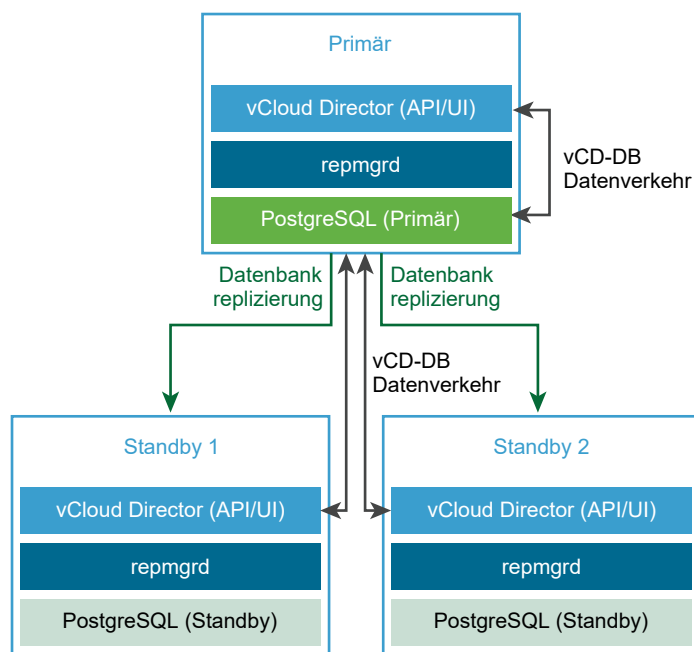 Primär
vCloud Director (API/UI)
repmgrd
PostgreSQL (Primär)
vCD-DB
Datenverkehr
Datenbank
replizierung
Datenbank
replizierung
vCD-DB
Datenverkehr
Standby 1
vCloud Director (API/UI)
repmgrd
PostgreSQL (Standby)
Standby 2
vCloud Director (API/UI)
repmgrd
PostgreSQL (Standby)